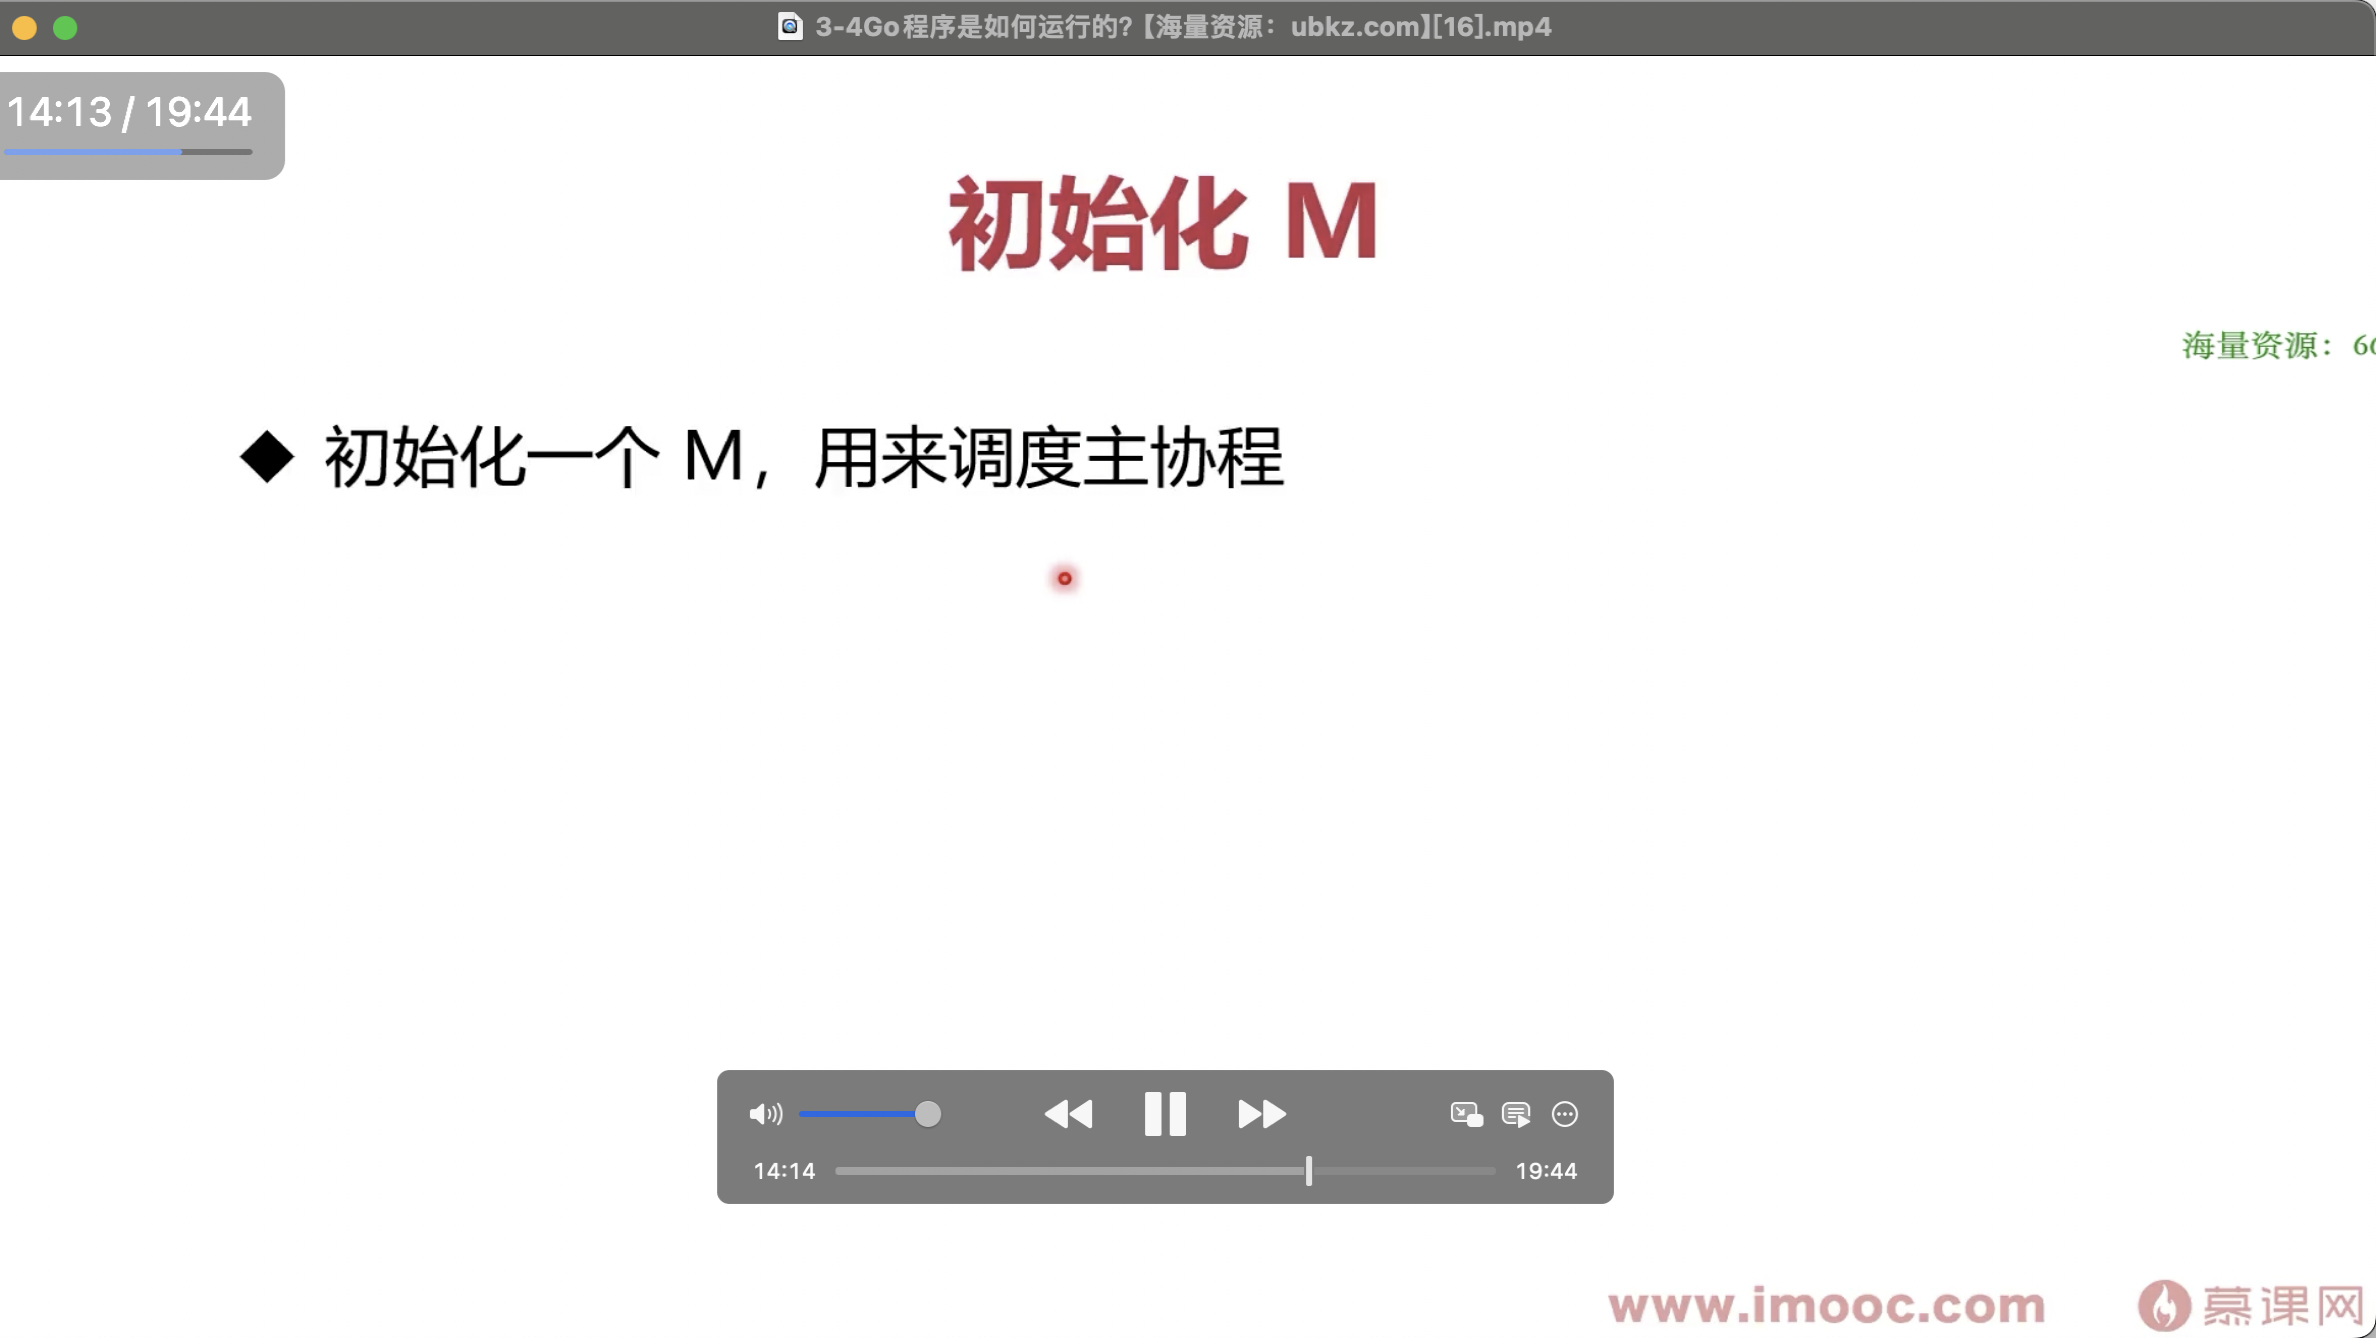 3-4Go程序是如何运行的?【海量资源：ubkz.com】[16].mp4
14:13 / 19:44
初始化 M
海量资源：66
◆ 初始化一个 M，用来调度主协程
14:14
19:44
www.imooc.com
慕课网